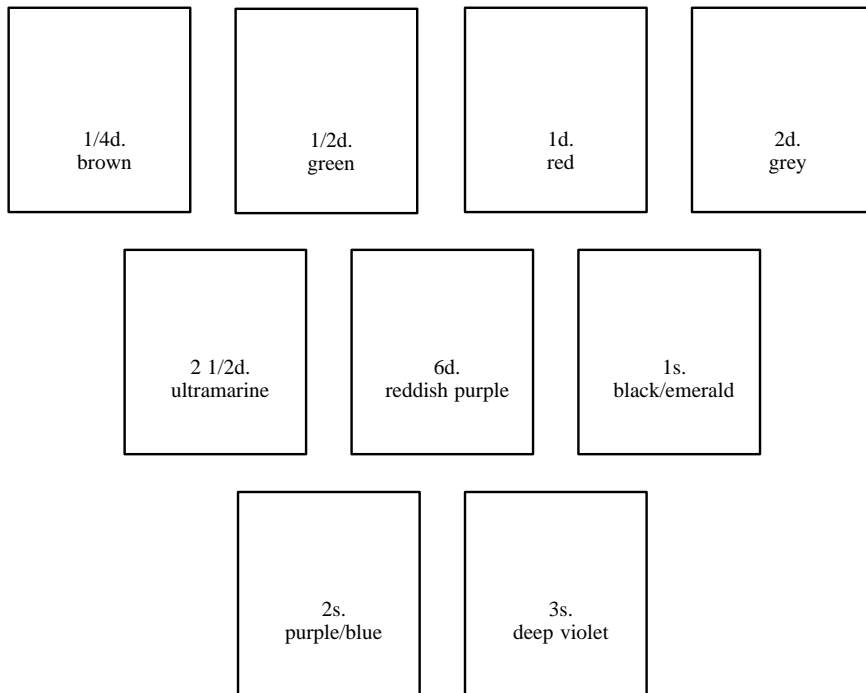 1/4d.
brown
1/2d.
green
1d.
red
2d.
grey
2 1/2d.
ultramarine
6d.
reddish purple
1s.
black/emerald
2s.
purple/blue
3s.
deep violet